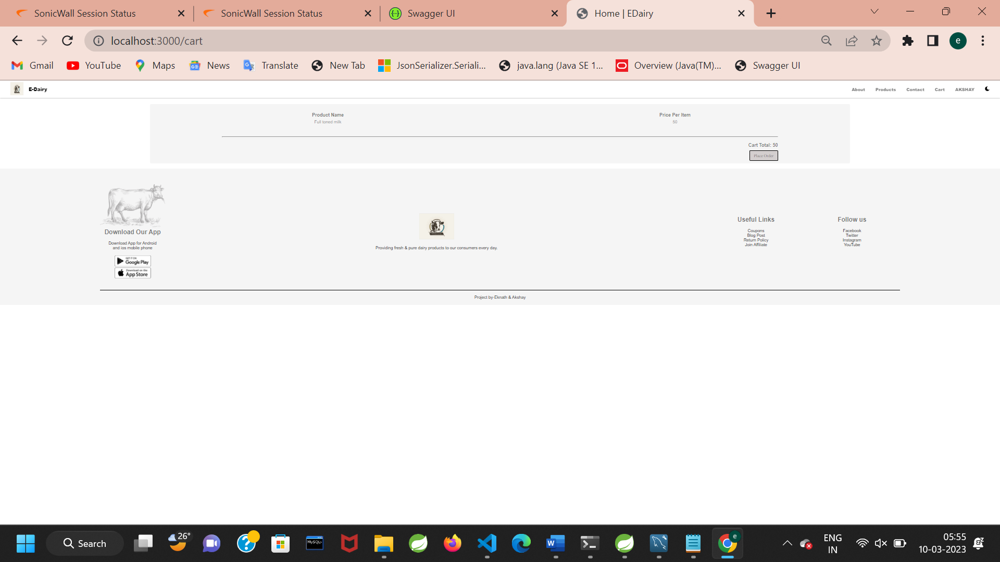 SonicWall Session Status
SonicWall Session Status
Swagger UI
Home | EDairy
localhost:3000/cart
e
Gmail
YouTube
Maps
News
Translate
New Tab
JsonSerializer.Seriali...
java.lang (Java SE 1...
Overview (Java(TM)...
Swagger UI
E-Dairy
About
Products
Contact
Cart
AKSHAY
Product Name
Price Per Item
Full toned milk
50
Cart Total: 50
Place Order
Download Our App
Download App for Android
and ios mobile phone
GET IT ON
Google Play
Download on the
App Store
Providing fresh & pure dairy products to our consumers every day.
Useful Links
Coupons
Blog Post
Return Policy
Join Affiliate
Follow us
Facebook
Twitter
Instagram
YouTube
Project by-Eknath & Akshay
Search
26°
MySQL>
e
ENG
IN
05:55
10-03-2023